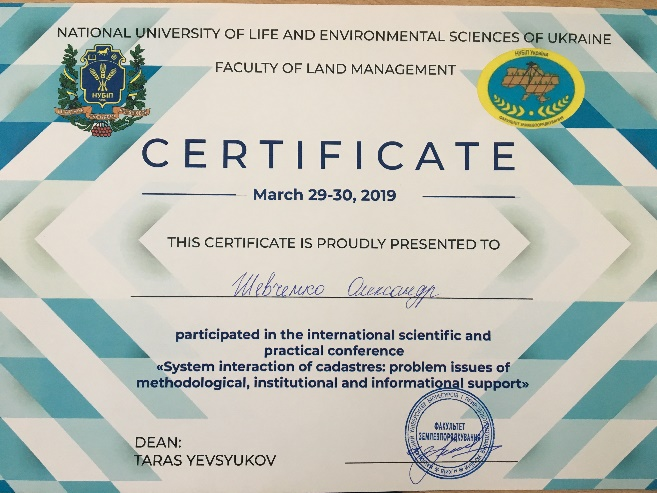 NATIONAL UNIVERSITY OF LIFE AND ENVIRONMENTAL SCIENCES OF UKRAINE
FACULTY OF LAND MANAGEMENT
НУБІП
НУБіП України
ФАКУЛЬТЕТ ЗЕМЛЕВПОРЯДКУВАННЯ
CERTIFICATE
March 29-30, 2019
THIS CERTIFICATE IS PROUDLY PRESENTED TO
Шевченко Олександр
participated in the international scientific and
practical conference
«System interaction of cadastres: problem issues of
methodological, institutional and informational support»
ФАКУЛЬТЕТ
ЗЕМЛЕВПОРЯДКУВАННЯ
DEAN:
TARAS YEVSYUKOV